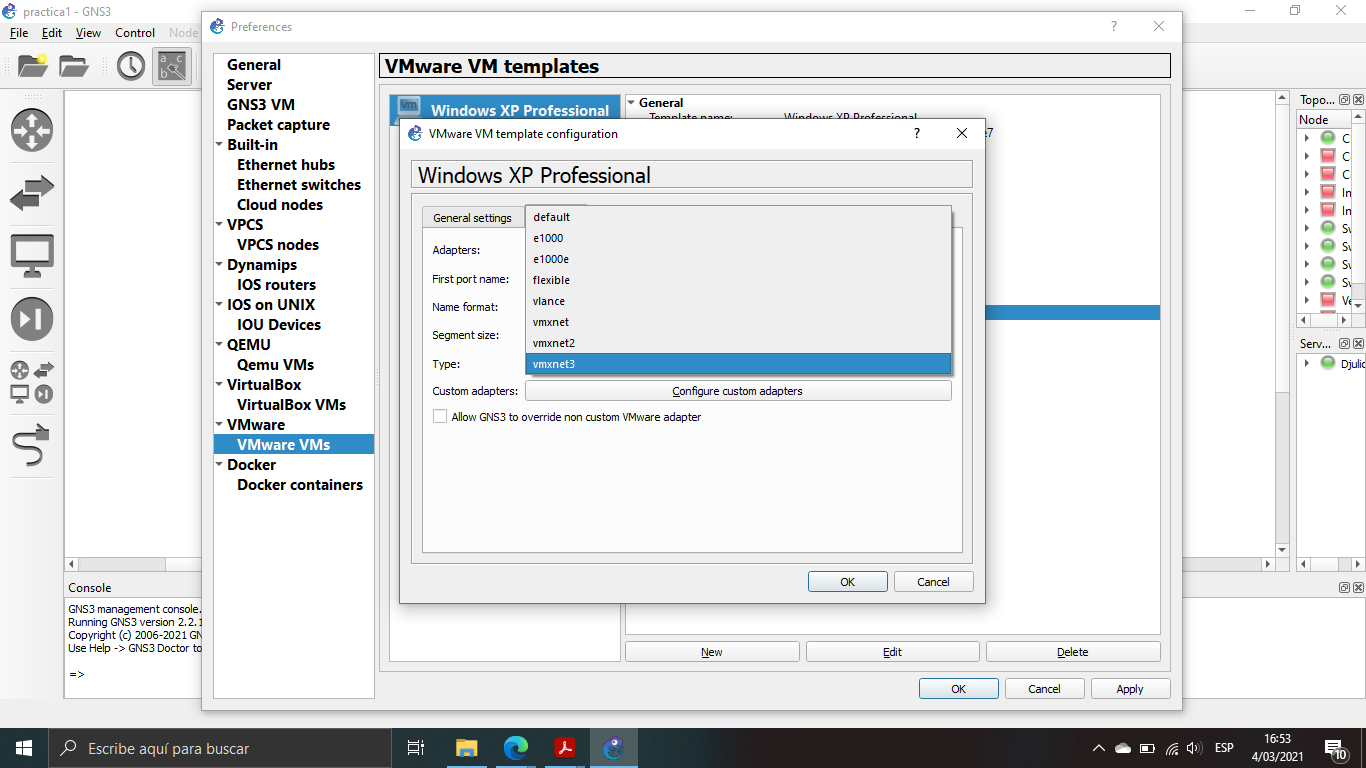 practica1 - GNS3
File Edit View Control Node
Preferences
?
General
Server
GNS3 VM
Packet capture
Built-in
Ethernet hubs
Ethernet switches
Cloud nodes
VPCS
VPCS nodes
Dynamips
IOS routers
IOS on UNIX
IOU Devices
QEMU
Qemu VMs
VirtualBox
VirtualBox VMs
VMware
VMware VMs
Docker
Docker containers
VMware VM templates
vm
Windows XP Professional
General
Template name: Windows XP Professional
e7
VMware VM template configuration
?
Windows XP Professional
General settings
Adapters:
First port name:
Name format:
Segment size:
Type:
default
e1000
e1000e
flexible
vlance
vmxnet
vmxnet2
vmxnet3
Custom adapters: Configure custom adapters
Allow GNS3 to override non custom VMware adapter
OK Cancel
New Edit Delete
OK Cancel Apply
Topo...
Node
C
C
C
In
In
Sv
Sv
Sv
Sv
Ve
Serv...
Djulic
Console
GNS3 management console.
Running GNS3 version 2.2.1
Copyright (c) 2006-2021 GN
Use Help -> GNS3 Doctor to
=>
Escribe aquí para buscar
ESP
16:53
4/03/2021
10